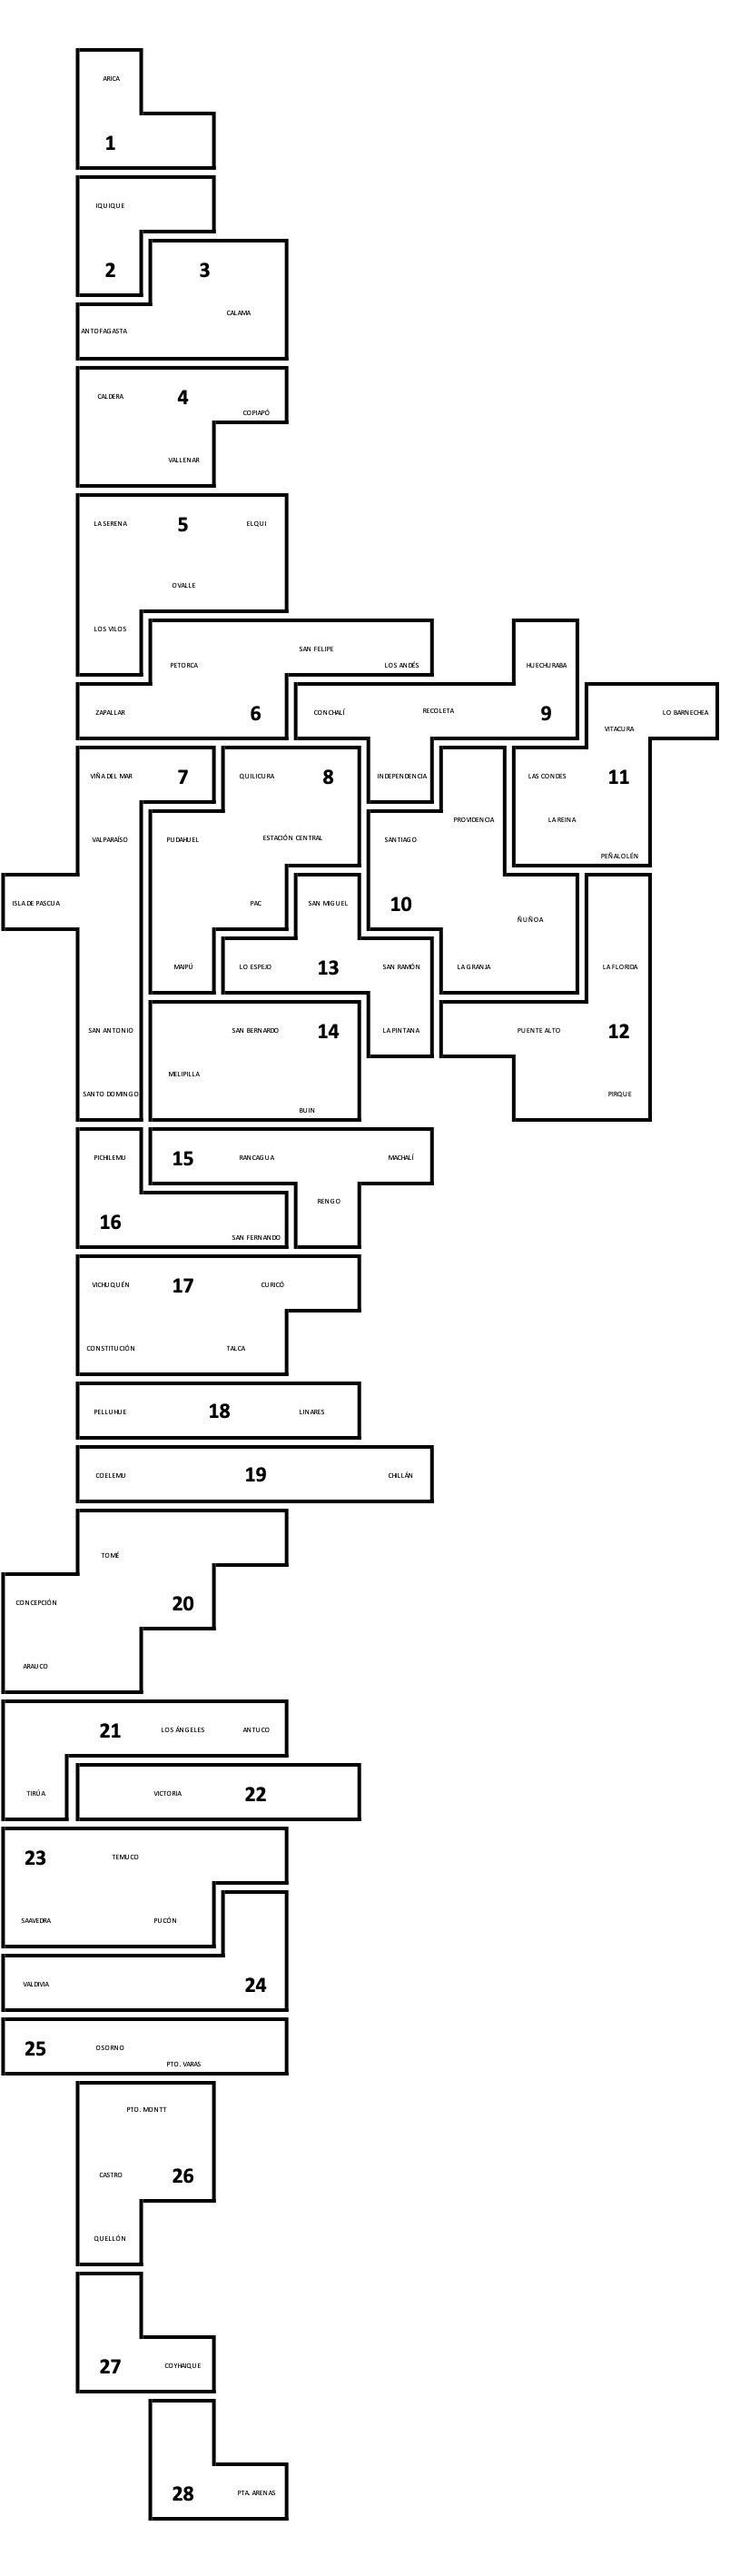 ARICA
1
IQUIQUE
2
3
CALAMA
ANTOFAGASTA
CALDERA
4
COPIAPÓ
VALLENAR
LA SERENA
5
ELQUI
OVALLE
LOS VILOS
SAN FELIPE
PETORCA
LOS ANDÉS
HUECHURABA
ZAPALLAR
6
CONCHALÍ
RECOLETA
9
LO BARNECHEA
VITACURA
VIÑA DEL MAR
7
QUILICURA
8
INDEPENDENCIA
LAS CONDES
11
PROVIDENCIA
LA REINA
VALPARAÍSO
PUDAHUEL
ESTACIÓN CENTRAL
SANTIAGO
PEÑALOLÉN
ISLA DE PASCUA
PAC
SAN MIGUEL
10
ÑUÑOA
MAIPÚ
LO ESPEJO
13
SAN RAMÓN
LA GRANJA
LA FLORIDA
SAN ANTONIO
SAN BERNARDO
14
LA PINTANA
PUENTE ALTO
12
MELIPILLA
SANTO DOMINGO
PIRQUE
BUIN
PICHILEMU
15
RANCAGUA
MACHALÍ
RENGO
16
SAN FERNANDO
VICHUQUÉN
17
CURICÓ
CONSTITUCIÓN
TALCA
PELLUHUE
18
LINARES
COELEMU
19
CHILLÁN
TOMÉ
CONCEPCIÓN
20
ARAUCO
21
LOS ÁNGELES
ANTUCO
TIRÚA
VICTORIA
22
23
TEMUCO
SAAVEDRA
PUCÓN
VALDIVIA
24
25
OSORNO
PTO. VARAS
PTO. MONTT
CASTRO
26
QUELLÓN
27
COYHAIQUE
28
PTA. ARENAS